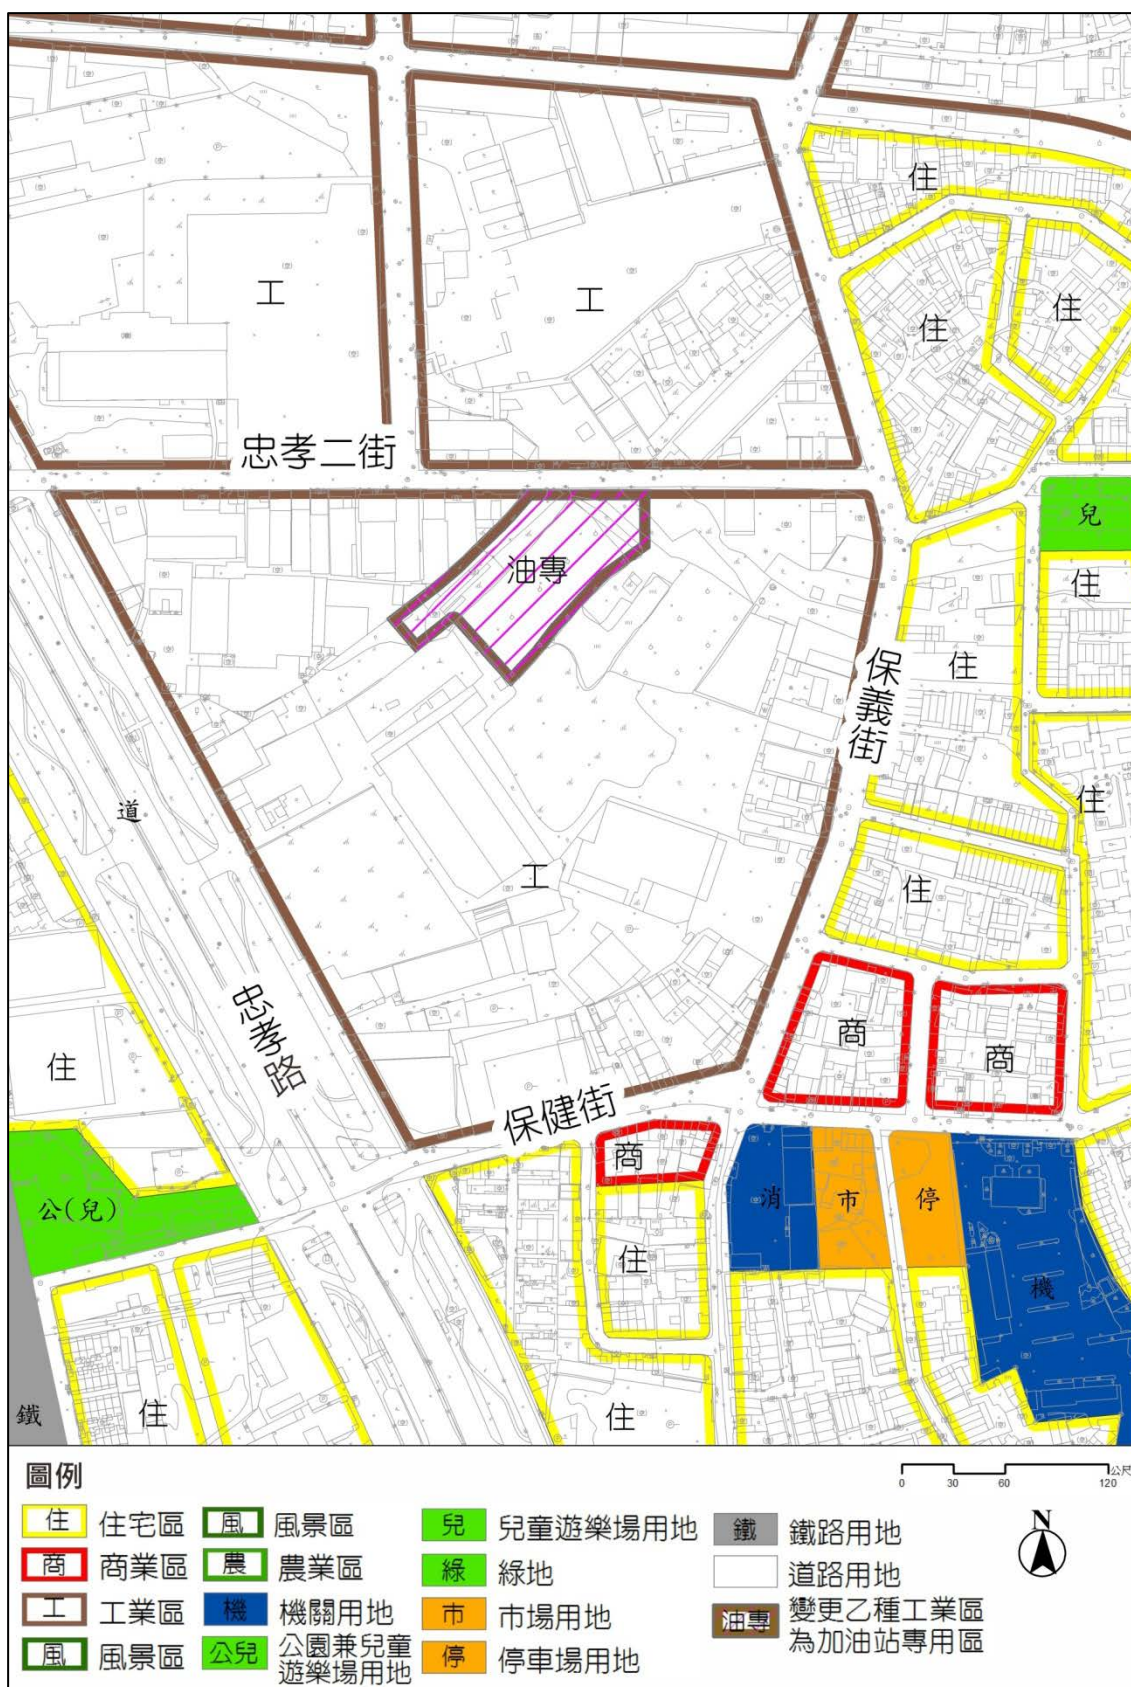 住
工
工
住
住
忠孝二街
兒
油專
住
保義街
住
住
道
工
住
忠孝路
商
商
住
保健街
商
公(兒)
消
市
停
住
機
鐵
住
住
圖例
0 30 60 120 公尺
住 住宅區
風 風景區
兒 兒童遊樂場用地
鐵 鐵路用地
N
商 商業區
農 農業區
綠 綠地
道路用地
工 工業區
機 機關用地
市 市場用地
油專 變更乙種工業區
為加油站專用區
風 風景區
公兒 公園兼兒童
遊樂場用地
停 停車場用地